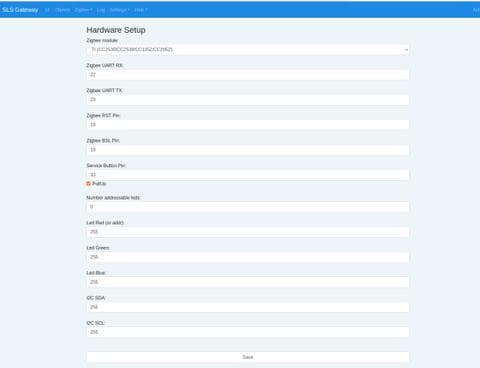 SLS Gateway
Zigbee
Log
Settings
Help
Hardware Setup
Zigbee module:
TI (CC2530/CC2538/CC1352/CC2652)
Zigbee UART RX:
22
Zigbee UART TX:
23
Zigbee RST Pin:
18
Zigbee BSL Pin:
19
Service Button Pin:
33
PullUp
Number addressable leds:
0
Led Red (or addr):
255
Led Green:
255
Led Blue:
255
I2C SDA:
255
I2C SCL:
255
Save